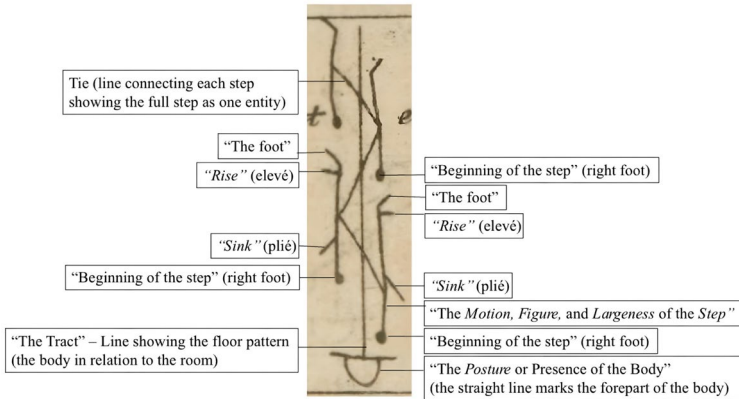 Tie (line connecting each step
showing the full step as one entity)
t
e
“The foot”
“Rise” (elevé)
“Beginning of the step” (right foot)
“The foot”
“Rise” (elevé)
“Sink” (plié)
“Beginning of the step” (right foot)
“Sink” (plié)
“The Motion, Figure, and Largeness of the Step”
“The Tract” – Line showing the floor pattern
(the body in relation to the room)
“Beginning of the step” (right foot)
“The Posture or Presence of the Body”
(the straight line marks the forepart of the body)